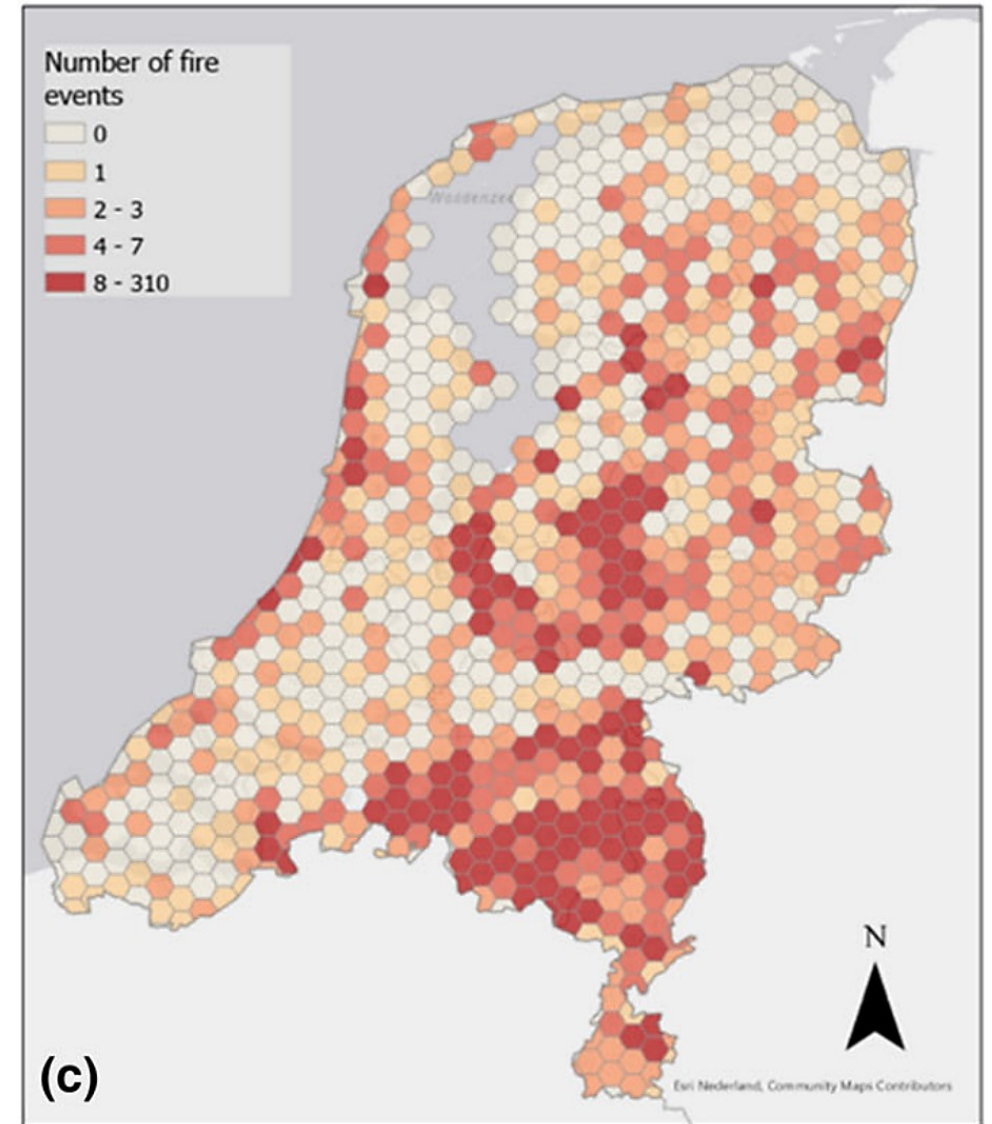 Number of fire
events
0
1
2 - 3
4 - 7
8 - 310
Waddenzee
N
(c)
Esri Nederland, Community Maps Contributors